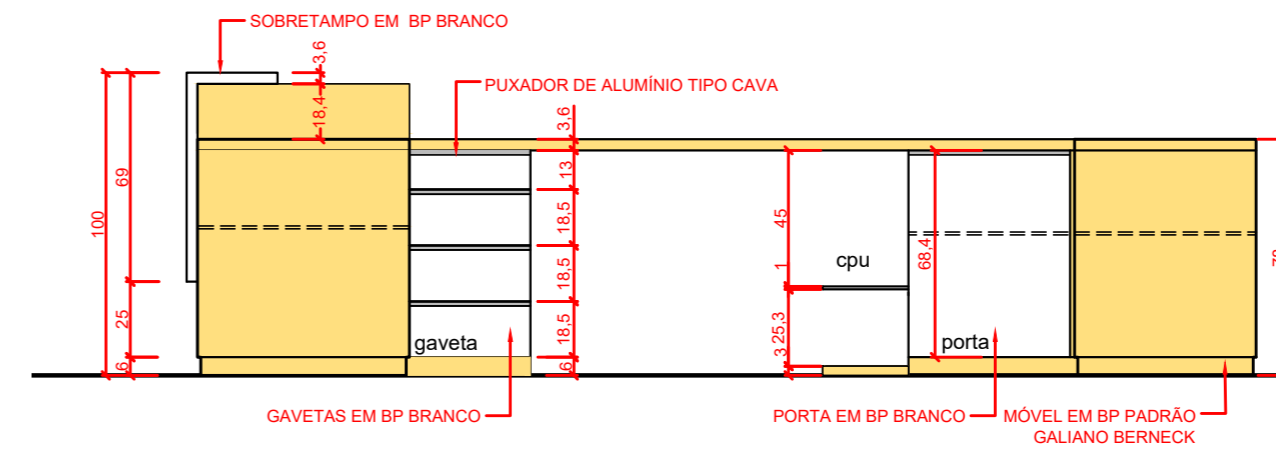 SOBRETAMPO EM BP BRANCO
3,6
18,4
PUXADOR DE ALUMÍNIO TIPO CAVA
3,6
13
18,5
18,5
18,5
6
100
69
25
6
45
1
25,3
3
68,4
cpu
gaveta
porta
GAVETAS EM BP BRANCO
PORTA EM BP BRANCO
MÓVEL EM BP PADRÃO
GALIANO BERNECK